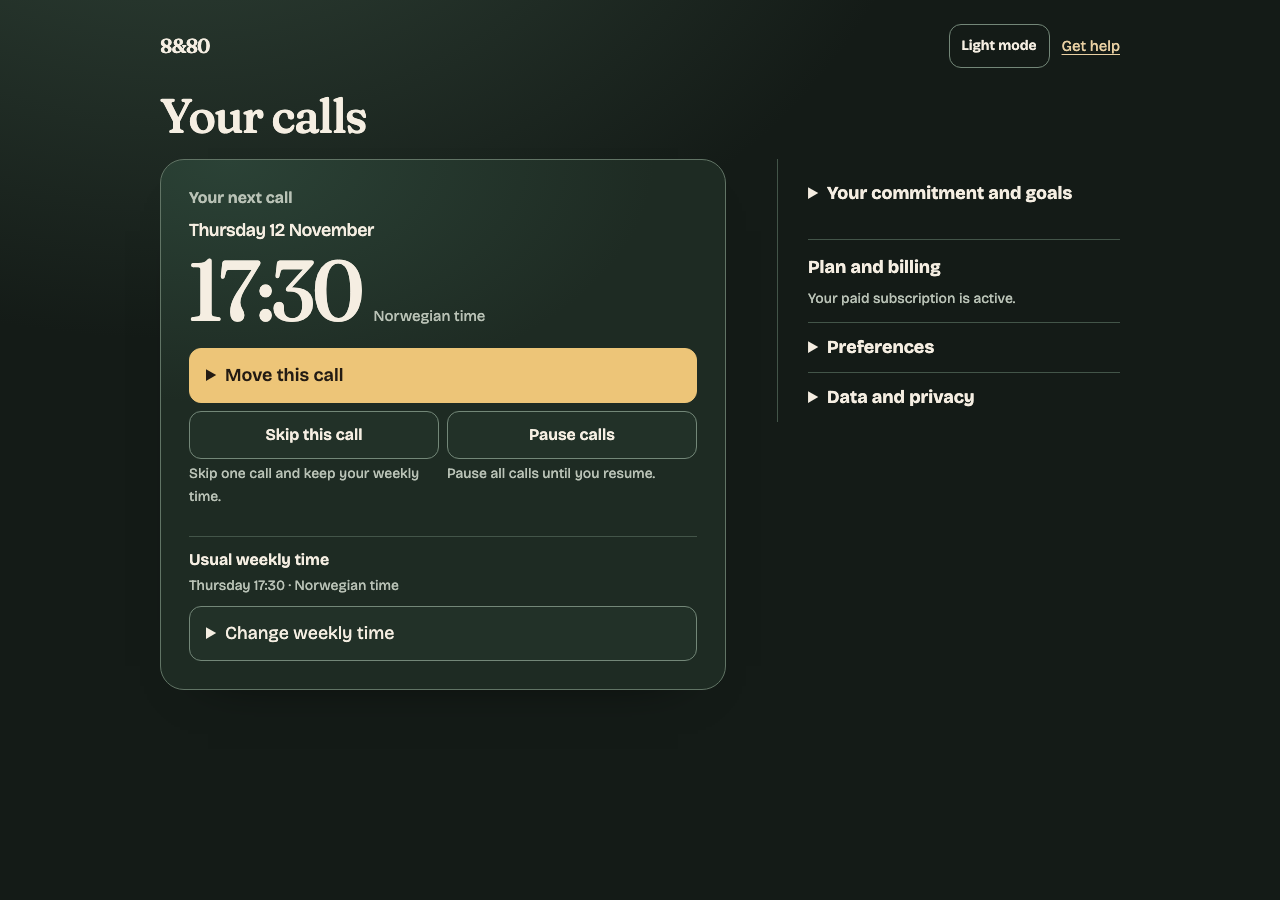 8&80
Light mode
Get help
Your calls
Your next call
Thursday 12 November
17:30 Norwegian time
Move this call
Skip this call
Pause calls
Skip one call and keep your weekly
time.
Pause all calls until you resume.
Usual weekly time
Thursday 17:30 · Norwegian time
Change weekly time
Your commitment and goals
Plan and billing
Your paid subscription is active.
Preferences
Data and privacy